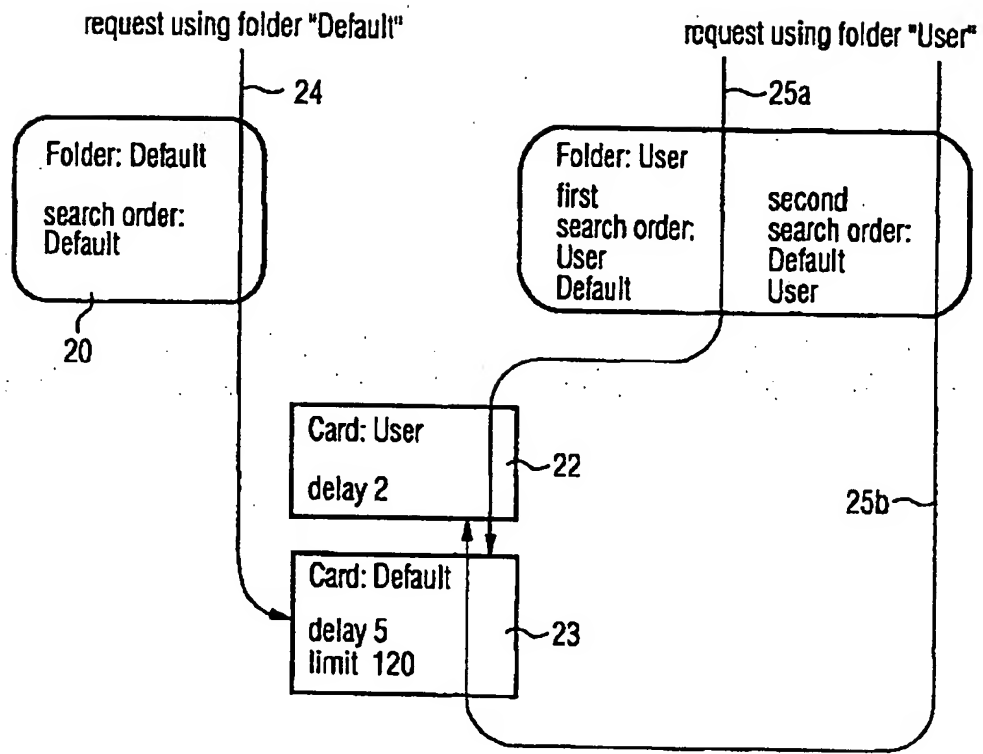 request using folder "Default"
request using folder "User"
24
25a
Folder: Default
search order:
Default
20
Folder: User
first
search order:
User
Default
second
search order:
Default
User
Card: User
delay 2
22
25b
Card: Default
delay 5
limit 120
23